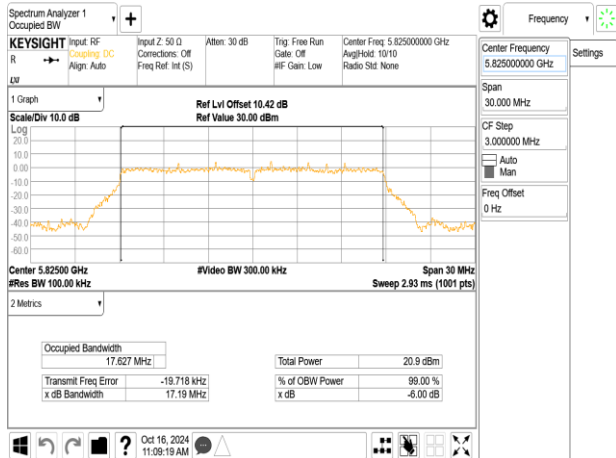 Spectrum Analyzer 1
Occupied BW
KEYSIGHT
R
LXI
Input: RF
Coupling: DC
Align: Auto
Input Z: 50 Ω
Corrections: Off
Freq Ref: Int (S)
Atten: 30 dB
Trig: Free Run
Gate: Off
#IF Gain: Low
Center Freq: 5.825000000 GHz
Avg|Hold: 10/10
Radio Std: None
1 Graph
Scale/Div 10.0 dB
Ref Lvl Offset 10.42 dB
Ref Value 30.00 dBm
Log
20.0
10.0
0.00
-10.0
-20.0
-30.0
-40.0
-50.0
-60.0
Center 5.82500 GHz
#Res BW 100.00 kHz
#Video BW 300.00 kHz
Span 30 MHz
Sweep 2.93 ms (1001 pts)
2 Metrics
Occupied Bandwidth
17.627 MHz
Transmit Freq Error -19.718 kHz
x dB Bandwidth 17.19 MHz
Total Power 20.9 dBm
% of OBW Power 99.00 %
x dB -6.00 dB
Oct 16, 2024
11:09:19 AM
Frequency
Settings
Center Frequency
5.825000000 GHz
Span
30.000 MHz
CF Step
3.000000 MHz
Auto
Man
Freq Offset
0 Hz